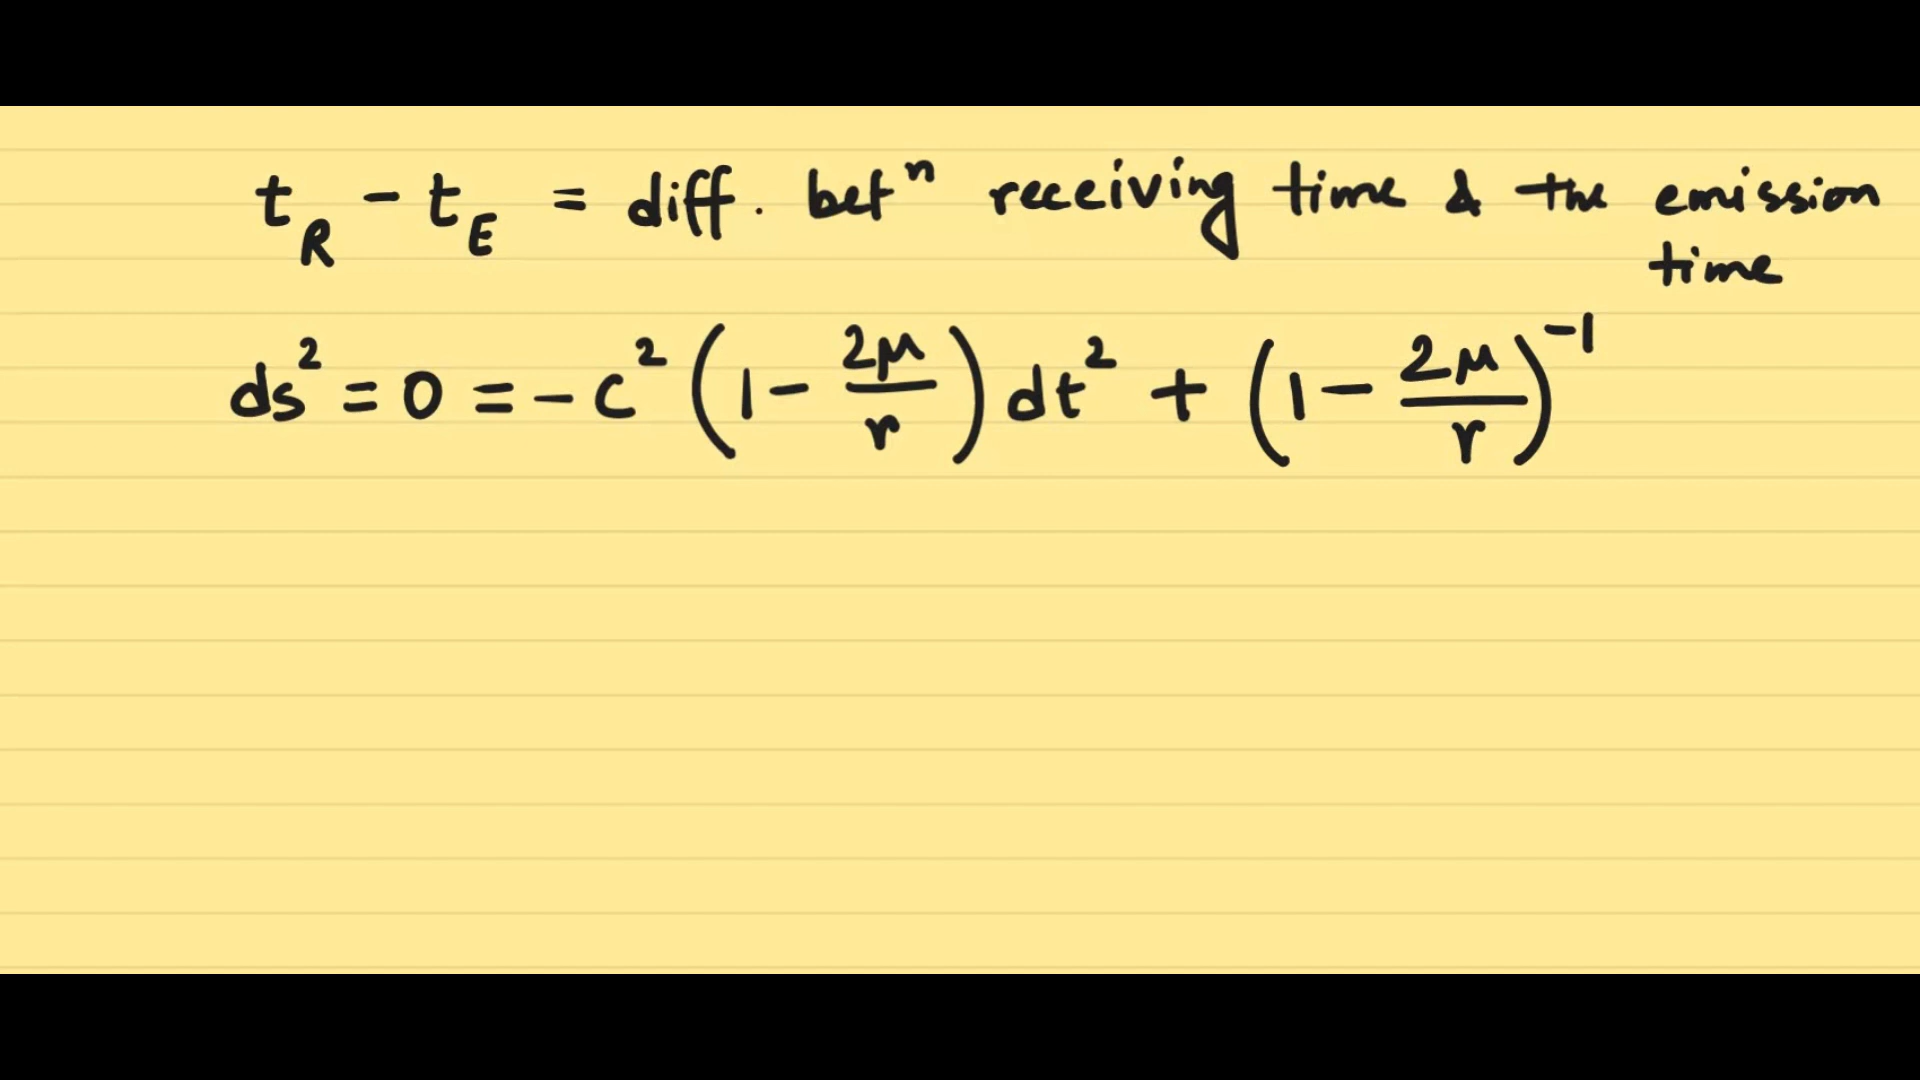 t_R - t_E = diff. betⁿ receiving time & the emission
time
ds² = 0 = - c² (1 - 2μ/r) dt² + (1 - 2μ/r)⁻¹